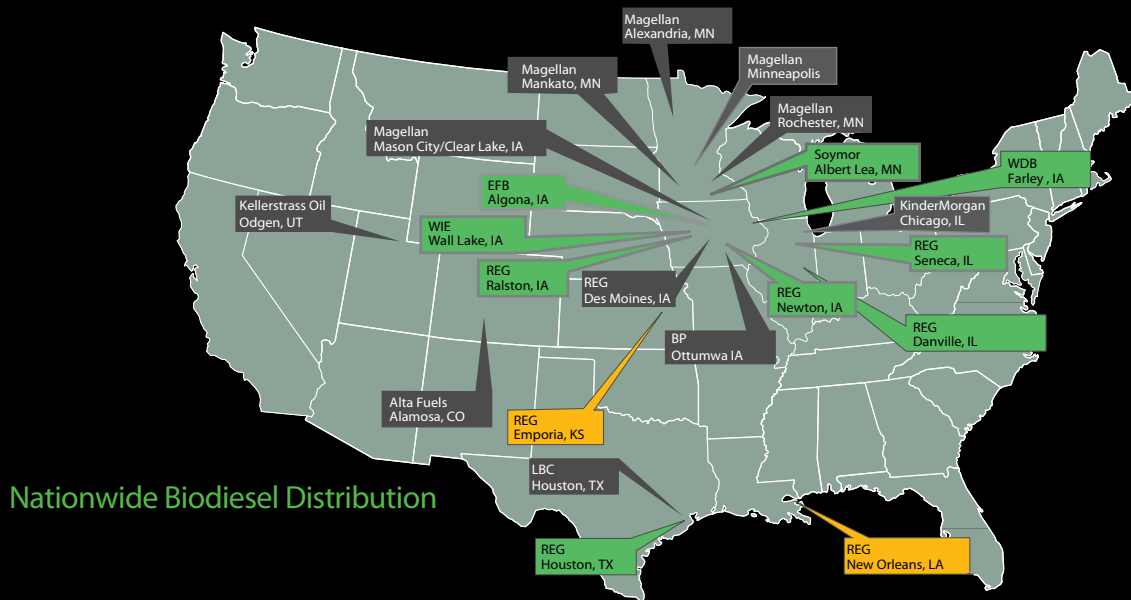 Magellan
Alexandria, MN
Magellan
Minneapolis
Magellan
Mankato, MN
Magellan
Rochester, MN
Magellan
Mason City/Clear Lake, IA
Soymor
Albert Lea, MN
WDB
Farley , IA
EFB
Algona, IA
Kellerstrass Oil
Odgen, UT
KinderMorgan
Chicago, IL
WIE
Wall Lake, IA
REG
Seneca, IL
REG
Ralston, IA
REG
Des Moines, IA
REG
Newton, IA
REG
Danville, IL
BP
Ottumwa IA
Alta Fuels
Alamosa, CO
REG
Emporia, KS
LBC
Houston, TX
Nationwide Biodiesel Distribution
REG
Houston, TX
REG
New Orleans, LA